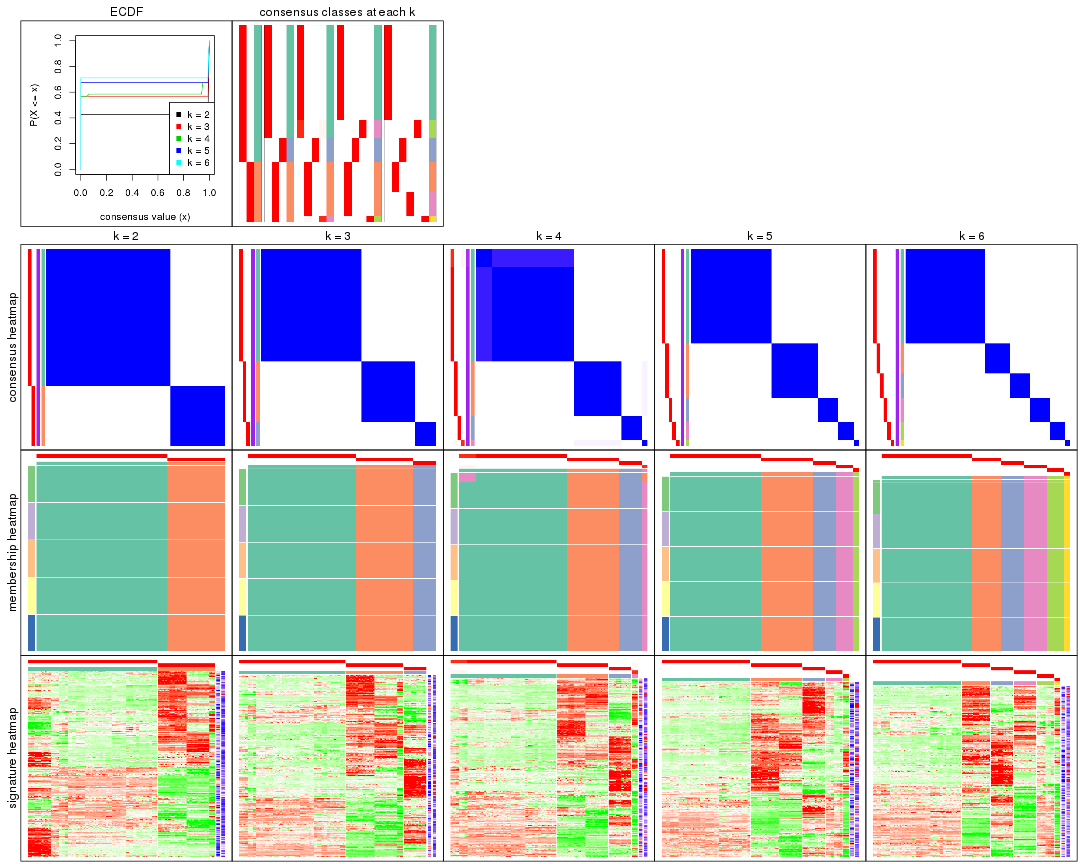 ECDF
consensus classes at each k
P(X <= x)
0.0 0.2 0.4 0.6 0.8 1.0
k = 2
k = 3
k = 4
k = 5
k = 6
0.0 0.2 0.4 0.6 0.8 1.0
consensus value (x)
k = 2 k = 3 k = 4 k = 5 k = 6
consensus heatmap
membership heatmap
signature heatmap